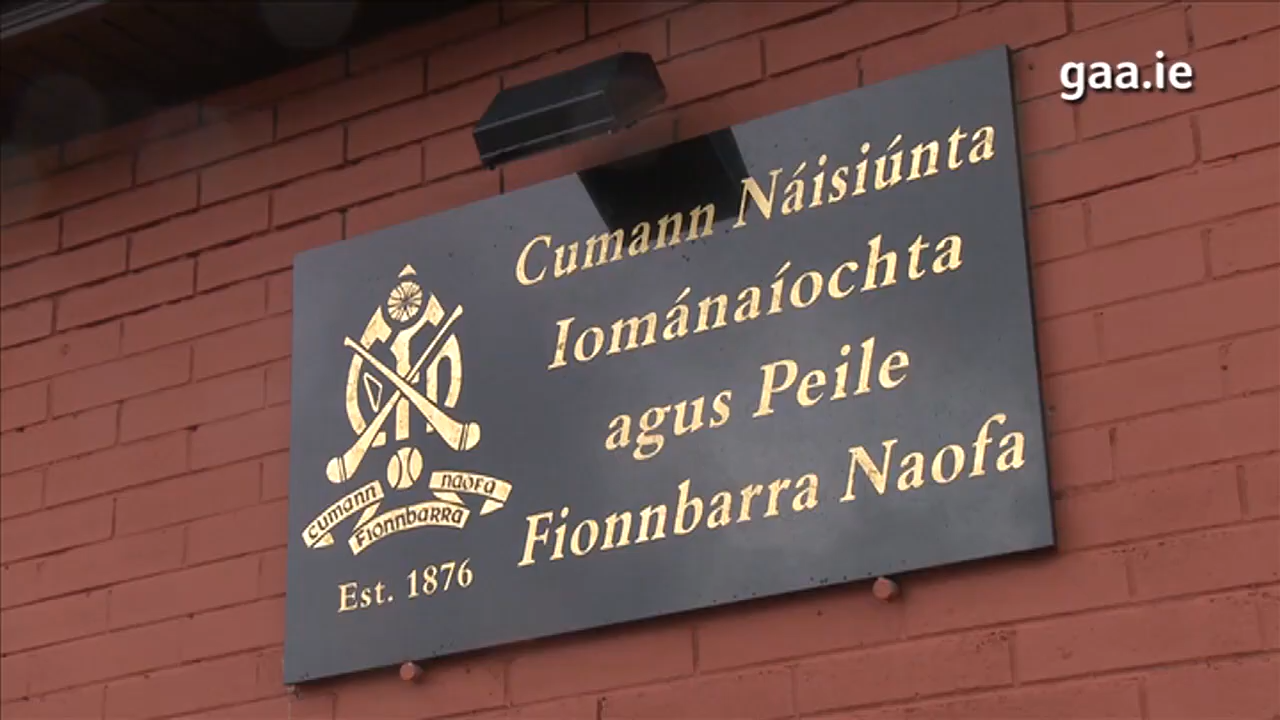 gaa.ie
Cumann Náisiúnta
Iománaíochta
agus Peile
Fionnbarra Naofa
cumann
Fionnbarra
naofa
Est. 1876